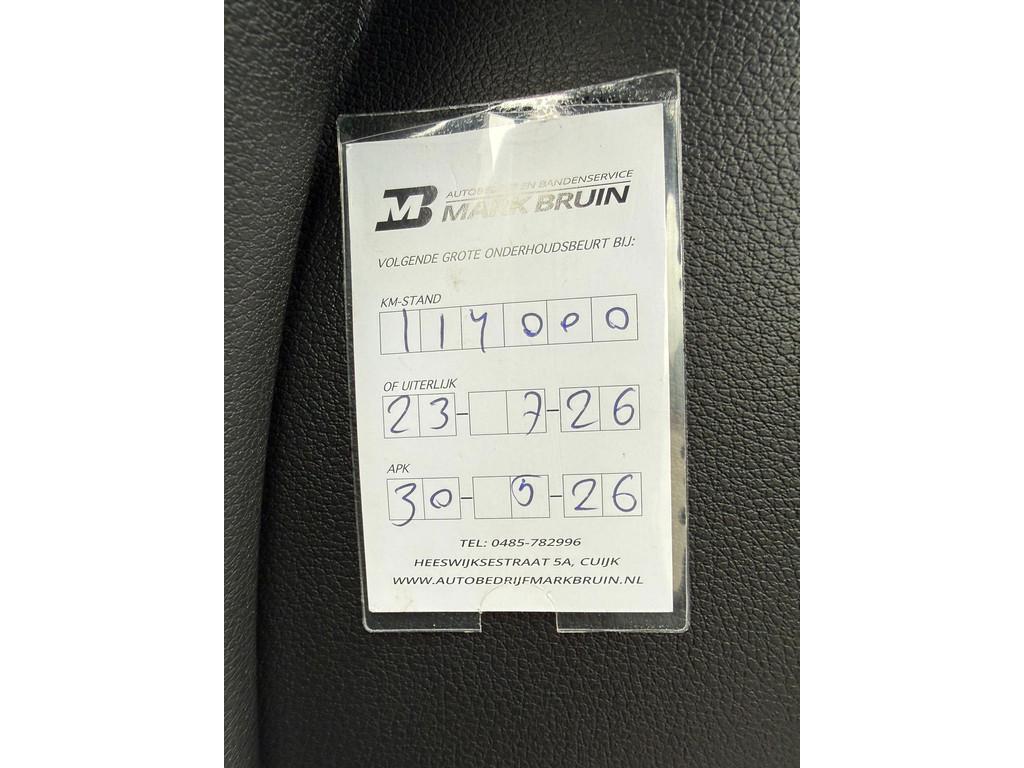 MB
AUTOBEDRIJF EN BANDENSERVICE
MARK BRUIN
VOLGENDE GROTE ONDERHOUDSBEURT BIJ:
KM-STAND
114000
OF UITERLIJK
23- 7-26
APK
30- 5-26
TEL: 0485-782996
HEESWIJKSESTRAAT 5A, CUIJK
WWW.AUTOBEDRIJFMARKBRUIN.NL